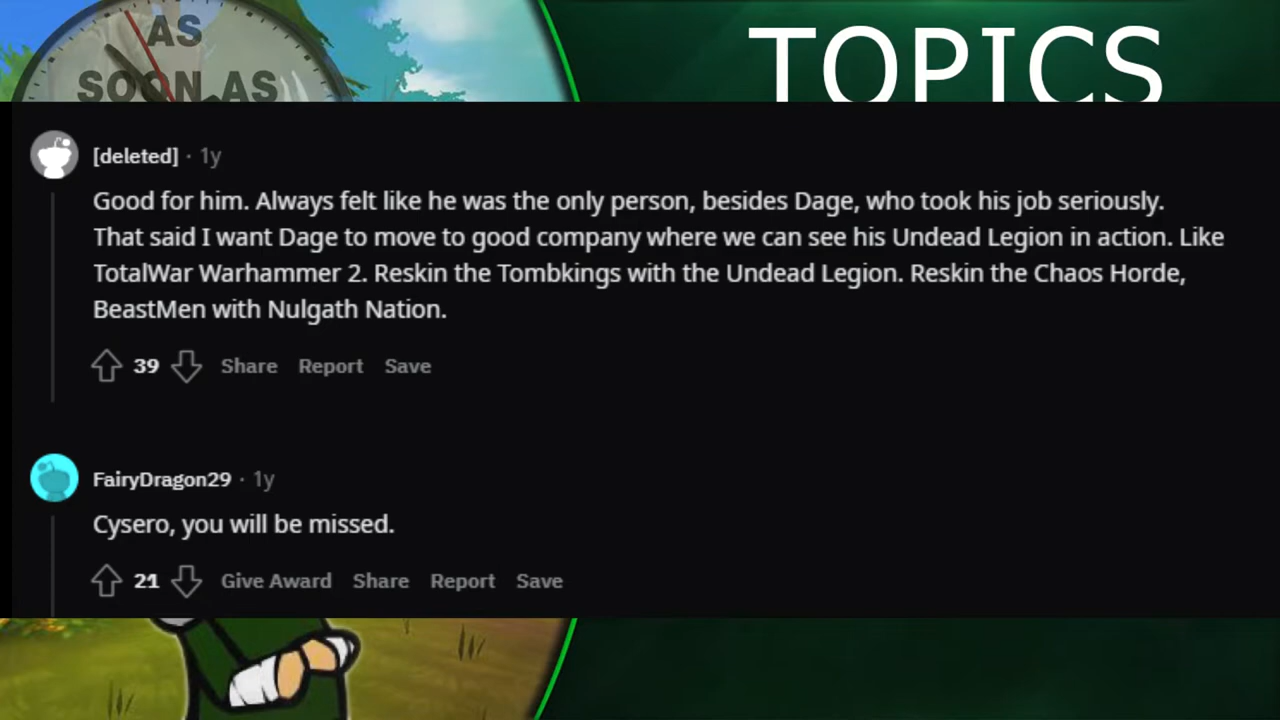 AS
SOON AS
TOPICS
[deleted] · 1y
Good for him. Always felt like he was the only person, besides Dage, who took his job seriously.
That said I want Dage to move to good company where we can see his Undead Legion in action. Like
TotalWar Warhammer 2. Reskin the Tombkings with the Undead Legion. Reskin the Chaos Horde,
BeastMen with Nulgath Nation.
39 Share Report Save
FairyDragon29 · 1y
Cysero, you will be missed.
21 Give Award Share Report Save